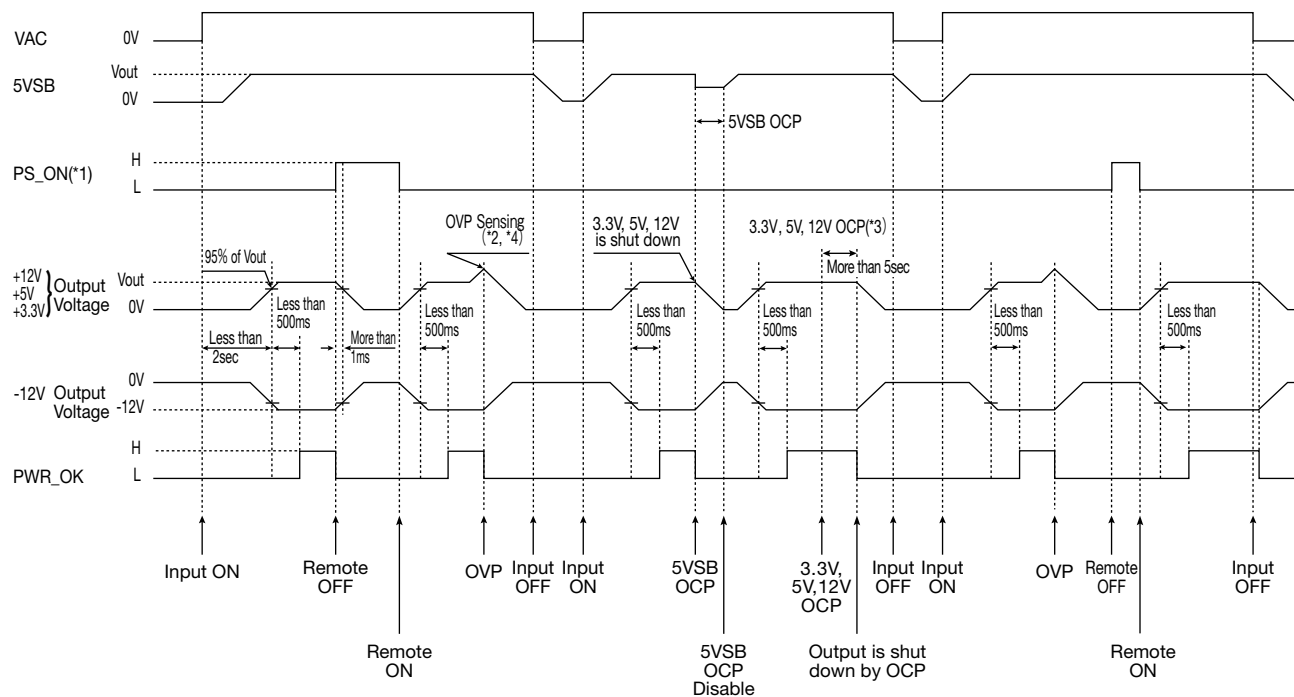 VAC
0V
5VSB
Vout
0V
5VSB OCP
PS_ON(*1)
H
L
OVP Sensing
(*2, *4)
3.3V, 5V, 12V
is shut down
3.3V, 5V, 12V OCP(*3)
More than 5sec
95% of Vout
+12V
+5V
+3.3V
Output
Voltage
Vout
0V
Less than
500ms
Less than
2sec
More than
1ms
Less than
500ms
Less than
500ms
Less than
500ms
Less than
500ms
Less than
500ms
-12V Output
Voltage
0V
-12V
PWR_OK
H
L
Input ON
Remote
OFF
Remote
ON
OVP
Input
OFF
Input
ON
5VSB
OCP
5VSB
OCP
Disable
3.3V,
5V,12V
OCP
Output is shut
down by OCP
Input
OFF
Input
ON
OVP
Remote
OFF
Remote
ON
Input
OFF